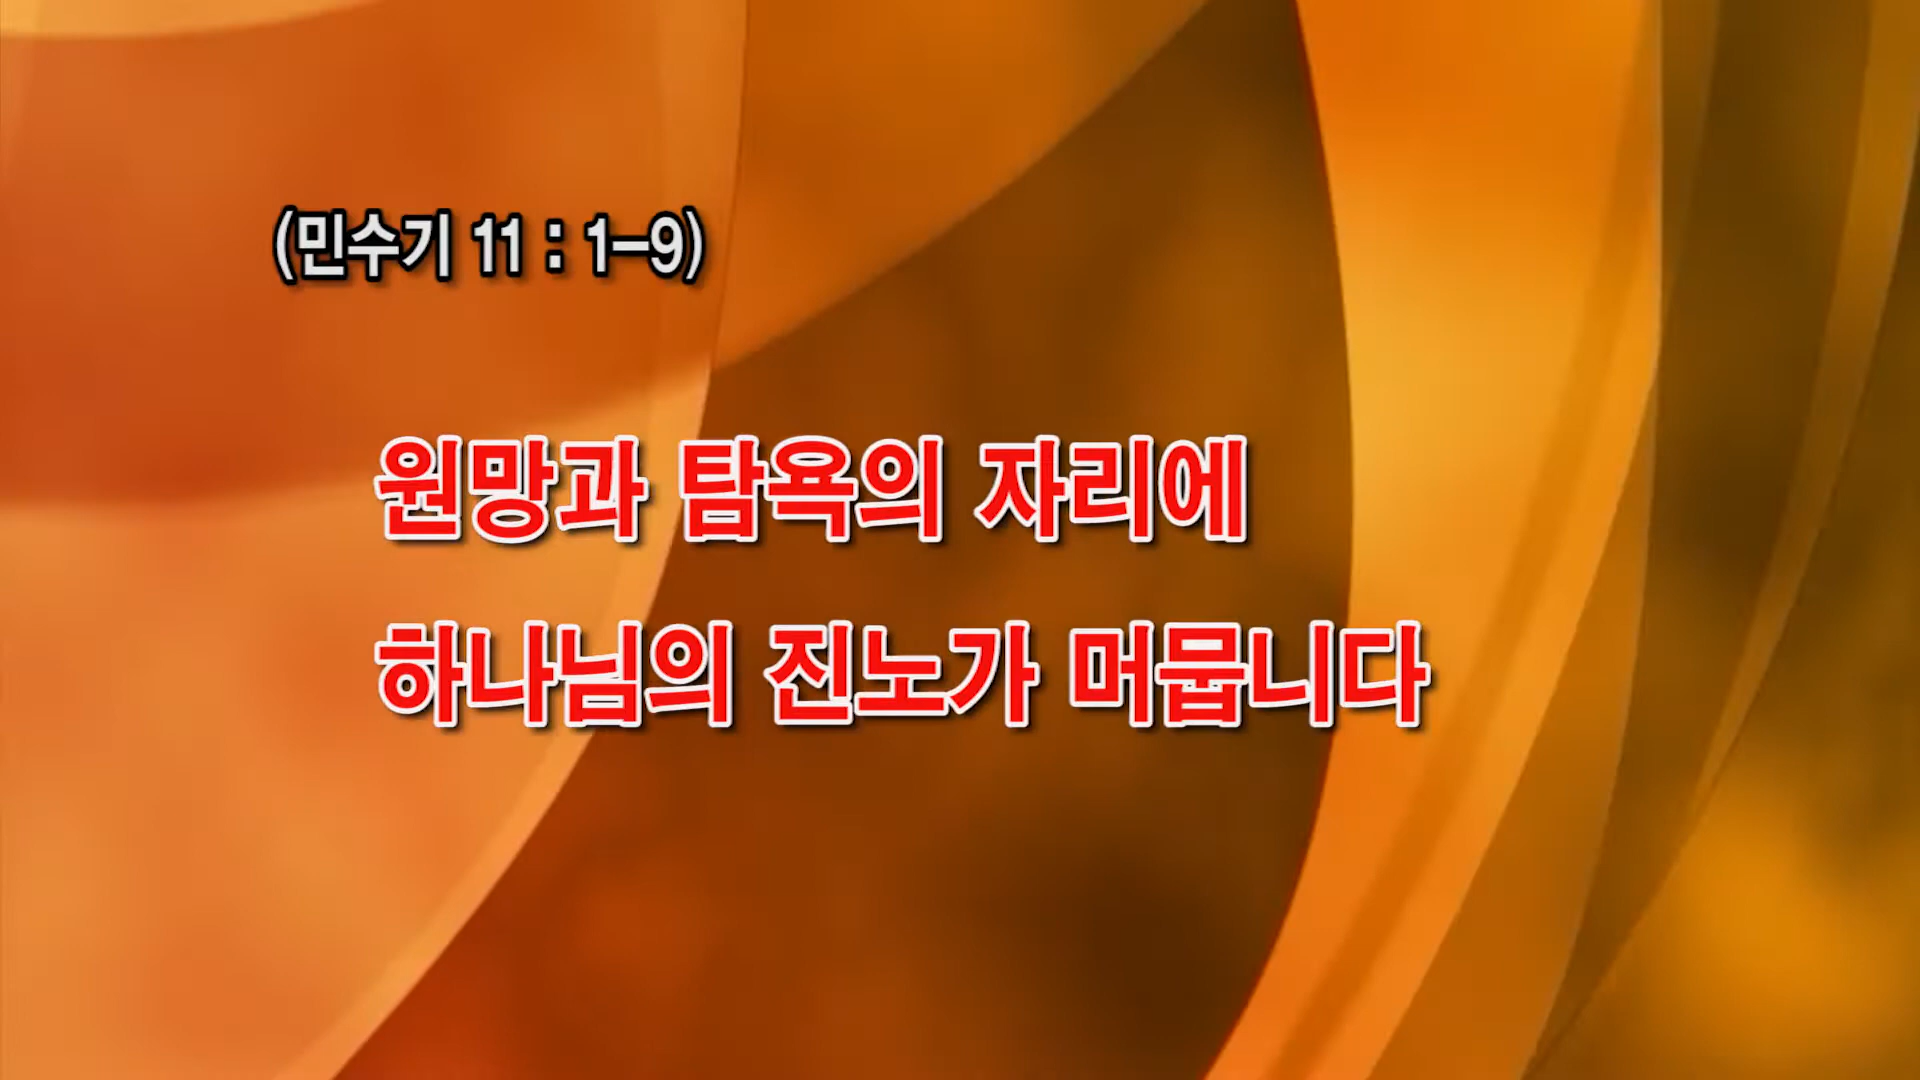 (민수기 11 : 1-9)
원망과 탐욕의 자리에
하나님의 진노가 머뭅니다